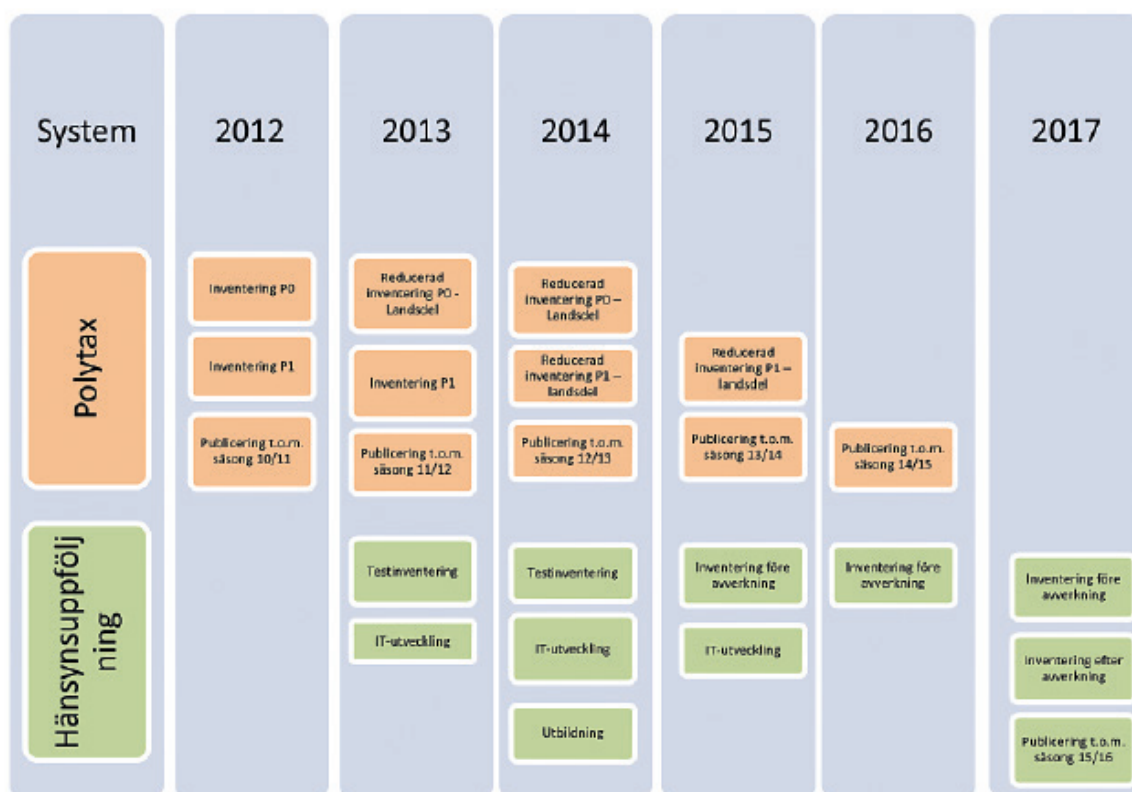 System
2012
2013
2014
2015
2016
2017
Polytax
Inventering P0
Inventering P1
Publicering t.o.m.
säsong 10/11
Reducerad
inventering P0 -
Landsdel
Inventering P1
Publicering t.o.m.
säsong 11/12
Reducerad
inventering P0 –
Landsdel
Reducerad
inventering P1 –
landsdel
Publicering t.o.m.
säsong 12/13
Reducerad
inventering P1 –
landsdel
Publicering t.o.m.
säsong 13/14
Publicering t.o.m.
säsong 14/15
Hänsynsuppfölj
ning
Testinventering
IT-utveckling
Testinventering
IT-utveckling
Utbildning
Inventering före
avverkning
IT-utveckling
Inventering före
avverkning
Inventering före
avverkning
Inventering efter
avverkning
Publicering t.o.m.
säsong 15/16